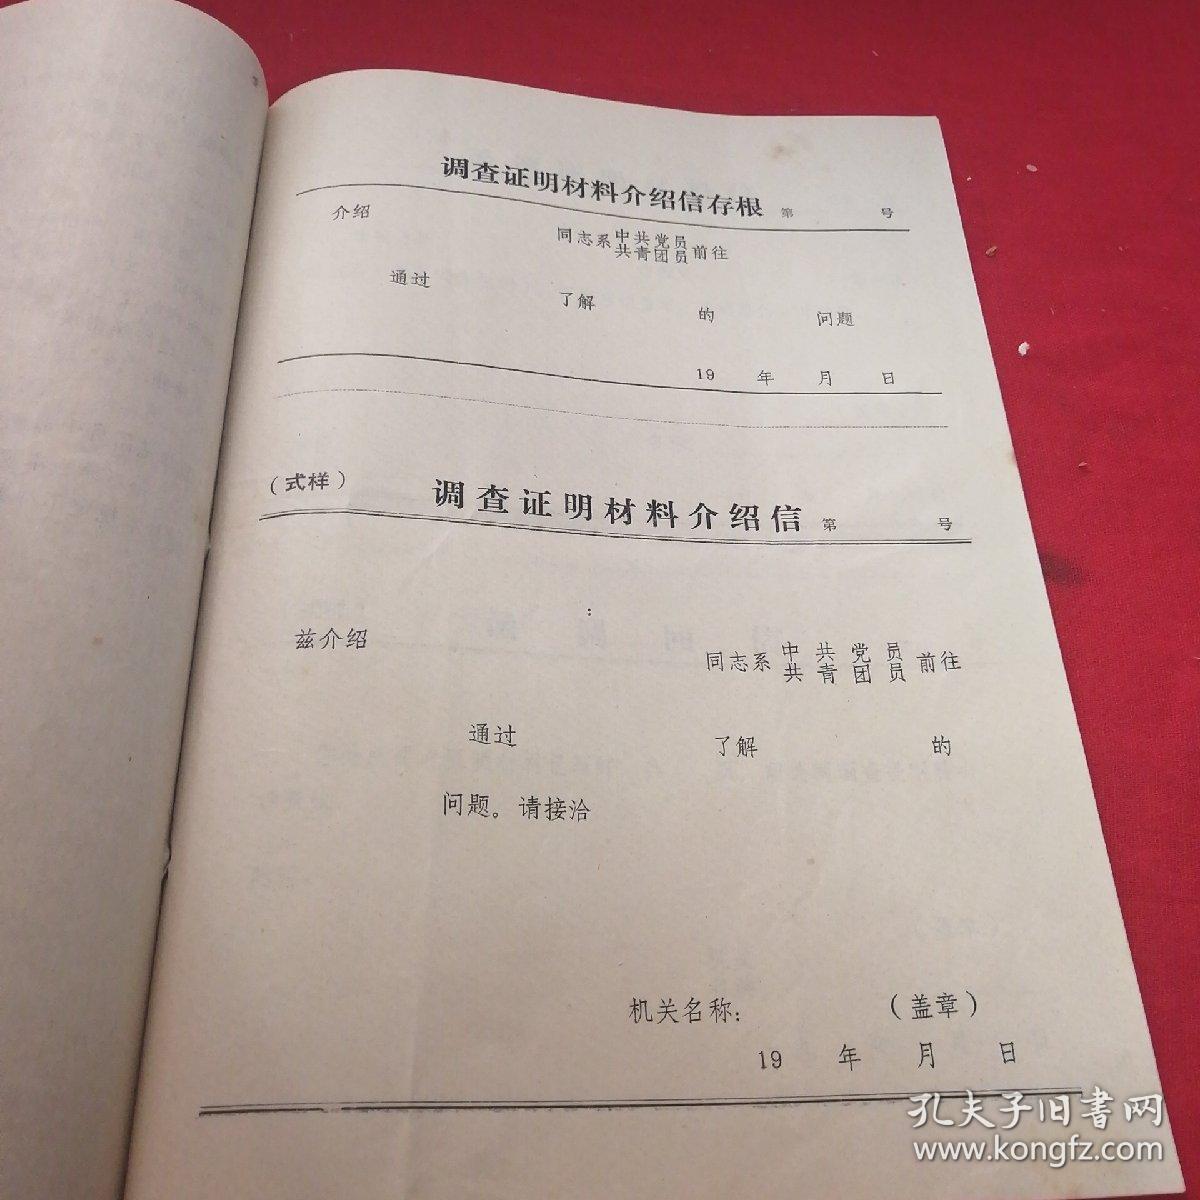 调查证明材料介绍信存根 第 号
介绍 同志系中共党员前往
共青团员
通过 了解 的 问题
19 年 月 日
（式样）
调查证明材料介绍信 第 号
：
兹介绍 同志系中共党员前往
共青团员
通过 了解 的
问题。请接洽
机关名称： （盖章）
19 年 月 日
孔夫子旧书网
www.kongfz.com